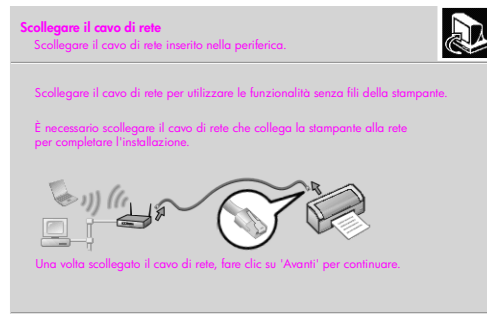 Scollegare il cavo di rete
Scollegare il cavo di rete inserito nella periferica.
Scollegare il cavo di rete per utilizzare le funzionalità senza fili della stampante.
È necessario scollegare il cavo di rete che collega la stampante alla rete
per completare l'installazione.
Una volta scollegato il cavo di rete, fare clic su 'Avanti' per continuare.